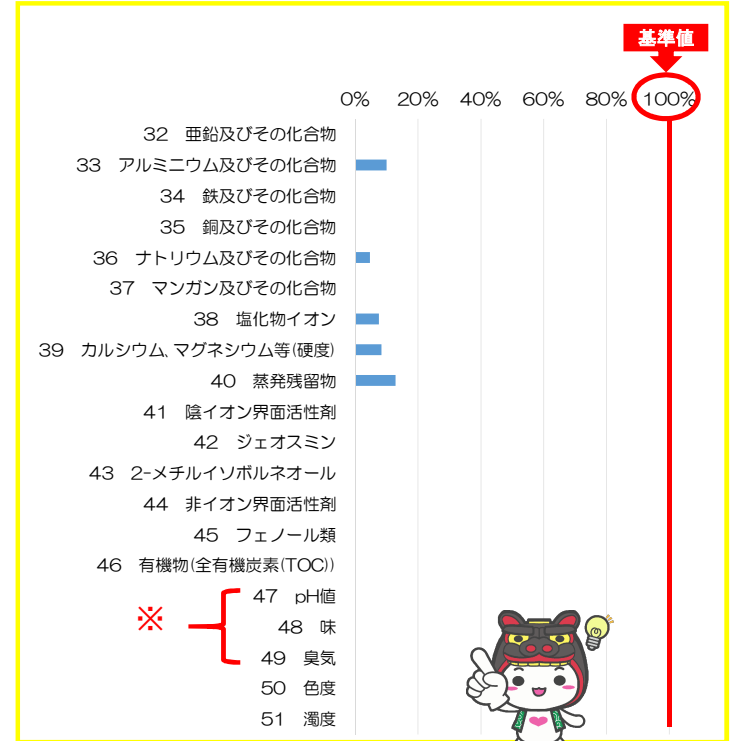 基準値
0% 20% 40% 60% 80% 100%
32 亜鉛及びその化合物
33 アルミニウム及びその化合物
34 鉄及びその化合物
35 銅及びその化合物
36 ナトリウム及びその化合物
37 マンガン及びその化合物
38 塩化物イオン
39 カルシウム、マグネシウム等(硬度)
40 蒸発残留物
41 陰イオン界面活性剤
42 ジェオスミン
43 2-メチルイソボルネオール
44 非イオン界面活性剤
45 フェノール類
46 有機物(全有機炭素(TOC))
47 pH値
※
48 味
49 臭気
50 色度
51 濁度